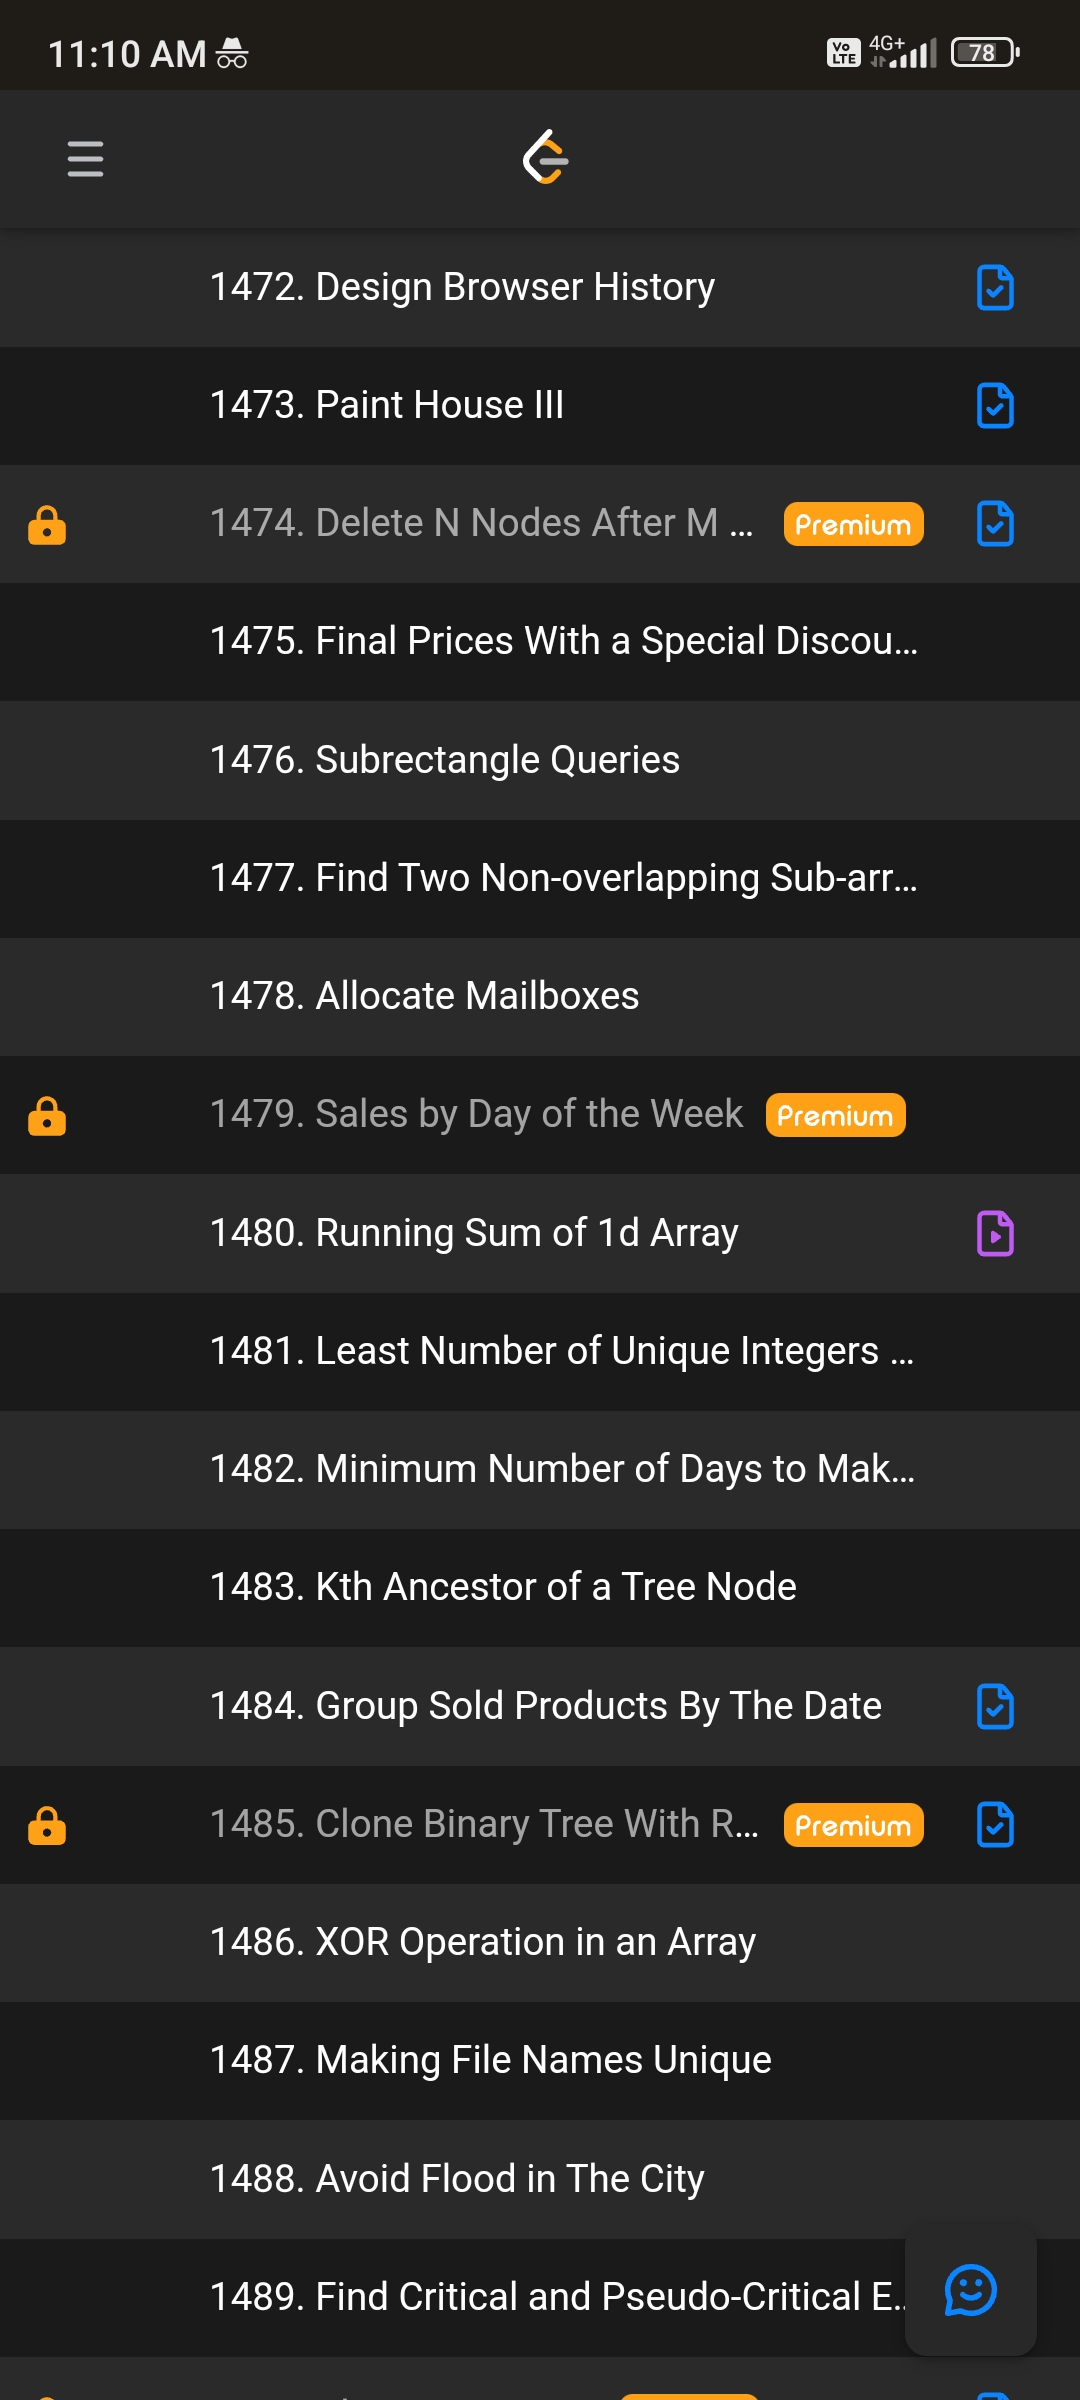 11:10 AM
Vo LTE 4G+ 78
1472. Design Browser History
1473. Paint House III
1474. Delete N Nodes After M ... Premium
1475. Final Prices With a Special Discou...
1476. Subrectangle Queries
1477. Find Two Non-overlapping Sub-arr...
1478. Allocate Mailboxes
1479. Sales by Day of the Week Premium
1480. Running Sum of 1d Array
1481. Least Number of Unique Integers ...
1482. Minimum Number of Days to Mak...
1483. Kth Ancestor of a Tree Node
1484. Group Sold Products By The Date
1485. Clone Binary Tree With R... Premium
1486. XOR Operation in an Array
1487. Making File Names Unique
1488. Avoid Flood in The City
1489. Find Critical and Pseudo-Critical E...